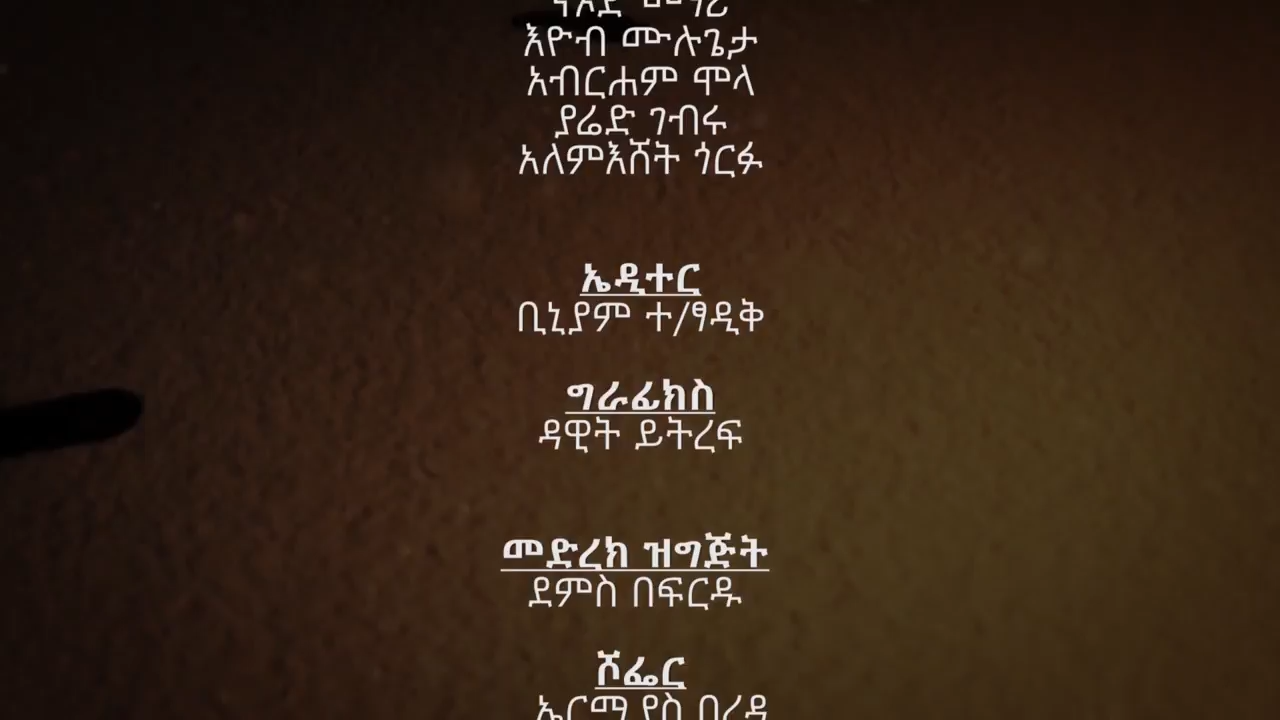 እዮብ ሙሉጌታ
አብርሐም ሞላ
ያሬድ ገብሩ
አለምእሸት ጎርፉ
ኤዲተር
ቢኒያም ተ/ፃዲቅ
ግራፊክስ
ዳዊት ይትረፍ
መድረክ ዝግጅት
ደምስ በፍርዱ
ሾፌር